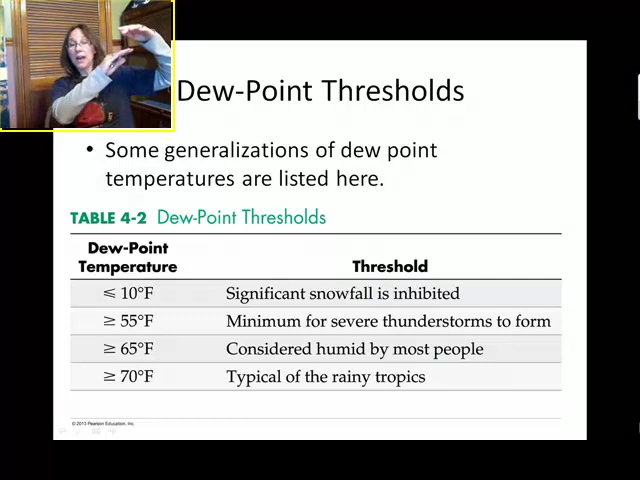 Dew-Point Thresholds
• Some generalizations of dew point
temperatures are listed here.
TABLE 4-2 Dew-Point Thresholds
Dew-Point
Temperature Threshold
≤ 10°F Significant snowfall is inhibited
≥ 55°F Minimum for severe thunderstorms to form
≥ 65°F Considered humid by most people
≥ 70°F Typical of the rainy tropics
© 2013 Pearson Education, Inc.